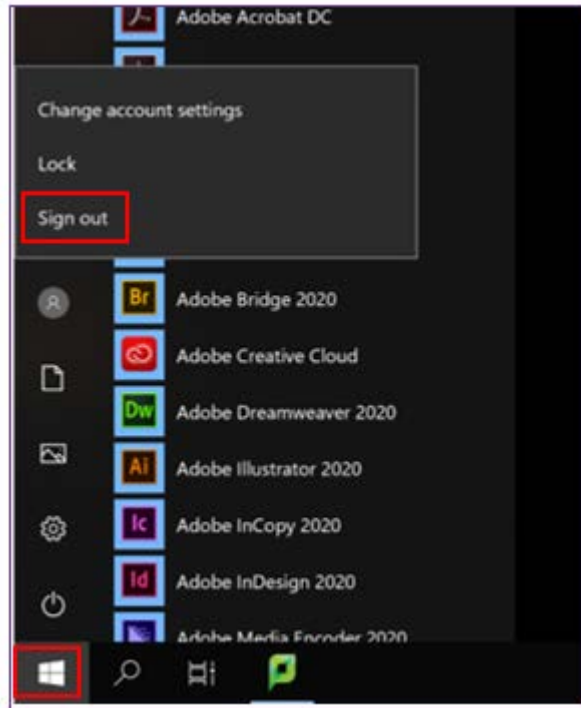 Adobe Acrobat DC
Change account settings
Lock
Sign out
Br Adobe Bridge 2020
Adobe Creative Cloud
Dw Adobe Dreamweaver 2020
Ai Adobe Illustrator 2020
Ic Adobe InCopy 2020
Id Adobe InDesign 2020
Adobe Media Encoder 2020